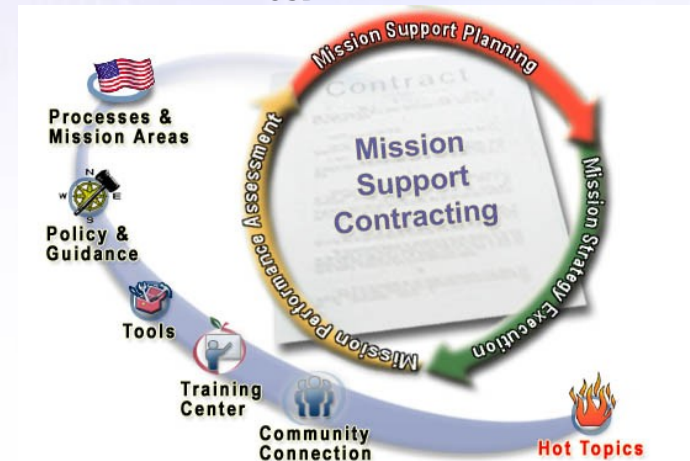 Mission Support Planning
Contract
Processes &
Mission Areas
Mission
Support
Contracting
Mission Performance Assessment
Mission Strategy Execution
N
W
E
S
Policy &
Guidance
Tools
Training
Center
Community
Connection
Hot Topics